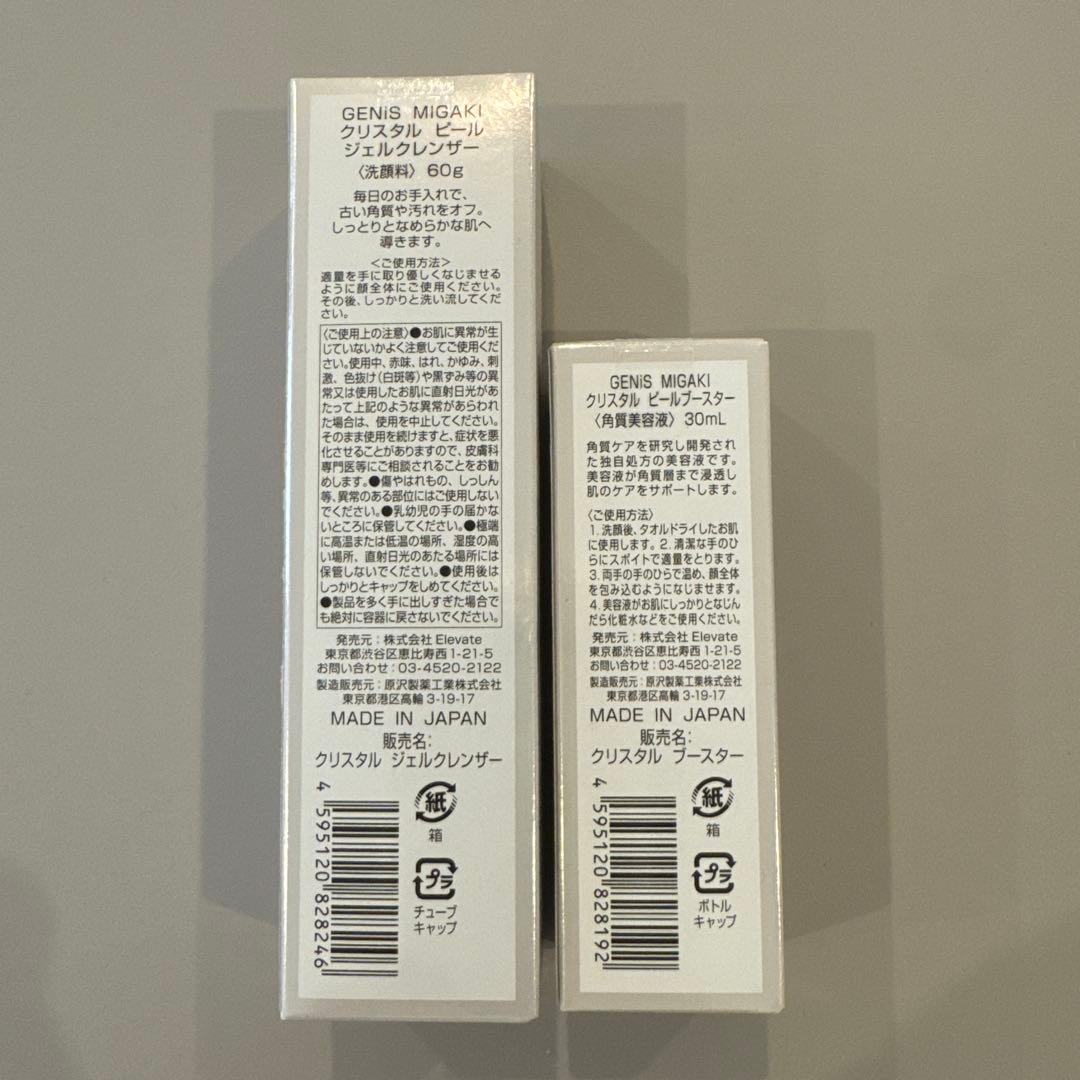 GENiS MIGAKI
クリスタル ピール
ジェルクレンザー
〈洗顔料〉 60g
毎日のお手入れで、
古い角質や汚れをオフ。
しっとりとなめらかな肌へ
導きます。
＜ご使用方法＞
適量を手に取り優しくなじませる
ように顔全体にご使用ください。
その後、しっかりと洗い流してくだ
さい。
〈ご使用上の注意〉●お肌に異常が生
じていないかよく注意してご使用くだ
さい。使用中、赤味、はれ、かゆみ、刺
激、色抜け(白斑等)や黒ずみ等の異
常又は使用したお肌に直射日光があ
たって上記のような異常があらわれ
た場合は、使用を中止してください。
そのまま使用を続けますと、症状を悪
化させることがありますので、皮膚科
専門医等にご相談されることをお勧
めします。●傷やはれもの、しっしん
等、異常のある部位にはご使用しない
でください。●乳幼児の手の届かな
いところに保管してください。●極端
に高温または低温の場所、湿度の高
い場所、直射日光のあたる場所には
保管しないでください。●使用後は
しっかりとキャップをしめてください。
●製品を多く手に出しすぎた場合で
も絶対に容器に戻さないでください。
発売元：株式会社Elevate
東京都渋谷区恵比寿西1-21-5
お問い合わせ：03-4520-2122
製造販売元：原沢製薬工業株式会社
東京都港区高輪 3-19-17
MADE IN JAPAN
販売名：
クリスタル ジェルクレンザー
4 595120 828246
紙
箱
プラ
チューブ
キャップ
GENiS MIGAKI
クリスタル ピールブースター
〈角質美容液〉 30mL
角質ケアを研究し開発され
た独自処方の美容液です。
美容液が角質層まで浸透し
肌のケアをサポートします。
〈ご使用方法〉
1.洗顔後、タオルドライしたお肌
に使用します。2.清潔な手のひ
らにスポイトで適量をとります。
3.両手の手のひらで温め、顔全体
を包み込むようになじませます。
4.美容液がお肌にしっかりとなじん
だら化粧水などをご使用ください。
発売元：株式会社Elevate
東京都渋谷区恵比寿西1-21-5
お問い合わせ：03-4520-2122
製造販売元：原沢製薬工業株式会社
東京都港区高輪 3-19-17
MADE IN JAPAN
販売名：
クリスタル ブースター
4 595120 828192
紙
箱
プラ
ボトル
キャップ